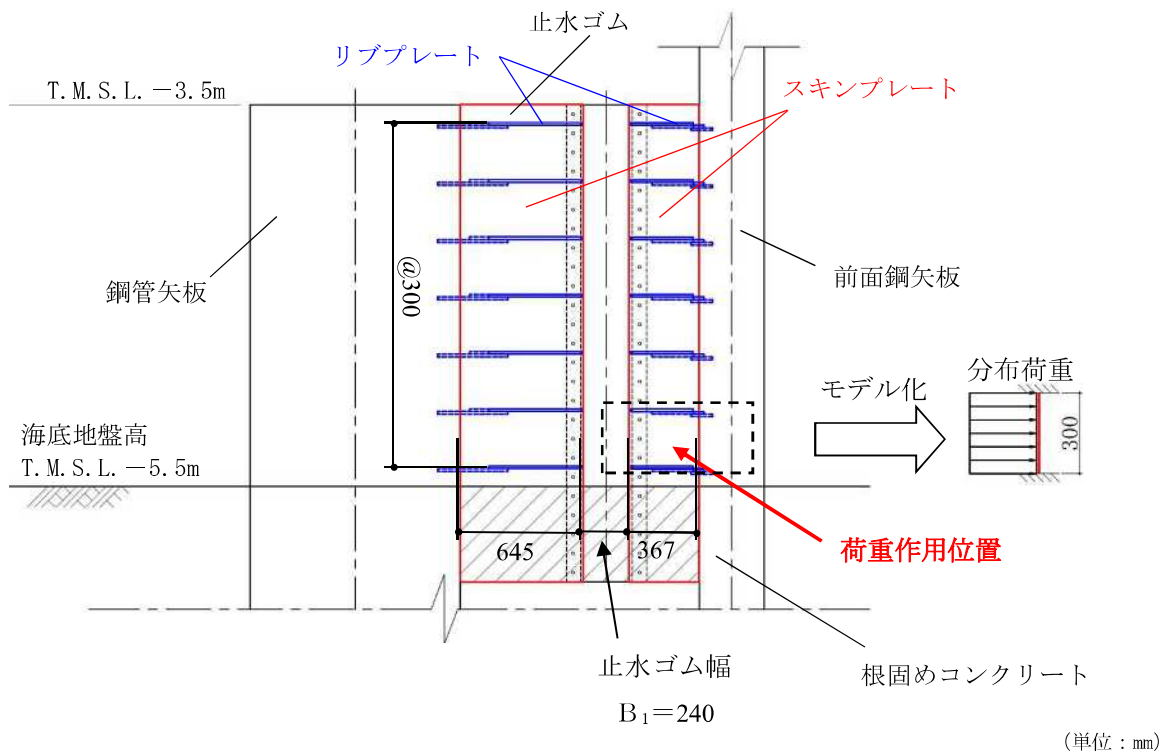 止水ゴム
リブプレート
スキンプレート
T.M.S.L.－3.5m
@300
鋼管矢板
前面鋼矢板
モデル化
分布荷重
300
海底地盤高
T.M.S.L.－5.5m
645
367
荷重作用位置
止水ゴム幅
B₁＝240
根固めコンクリート
(単位：mm)